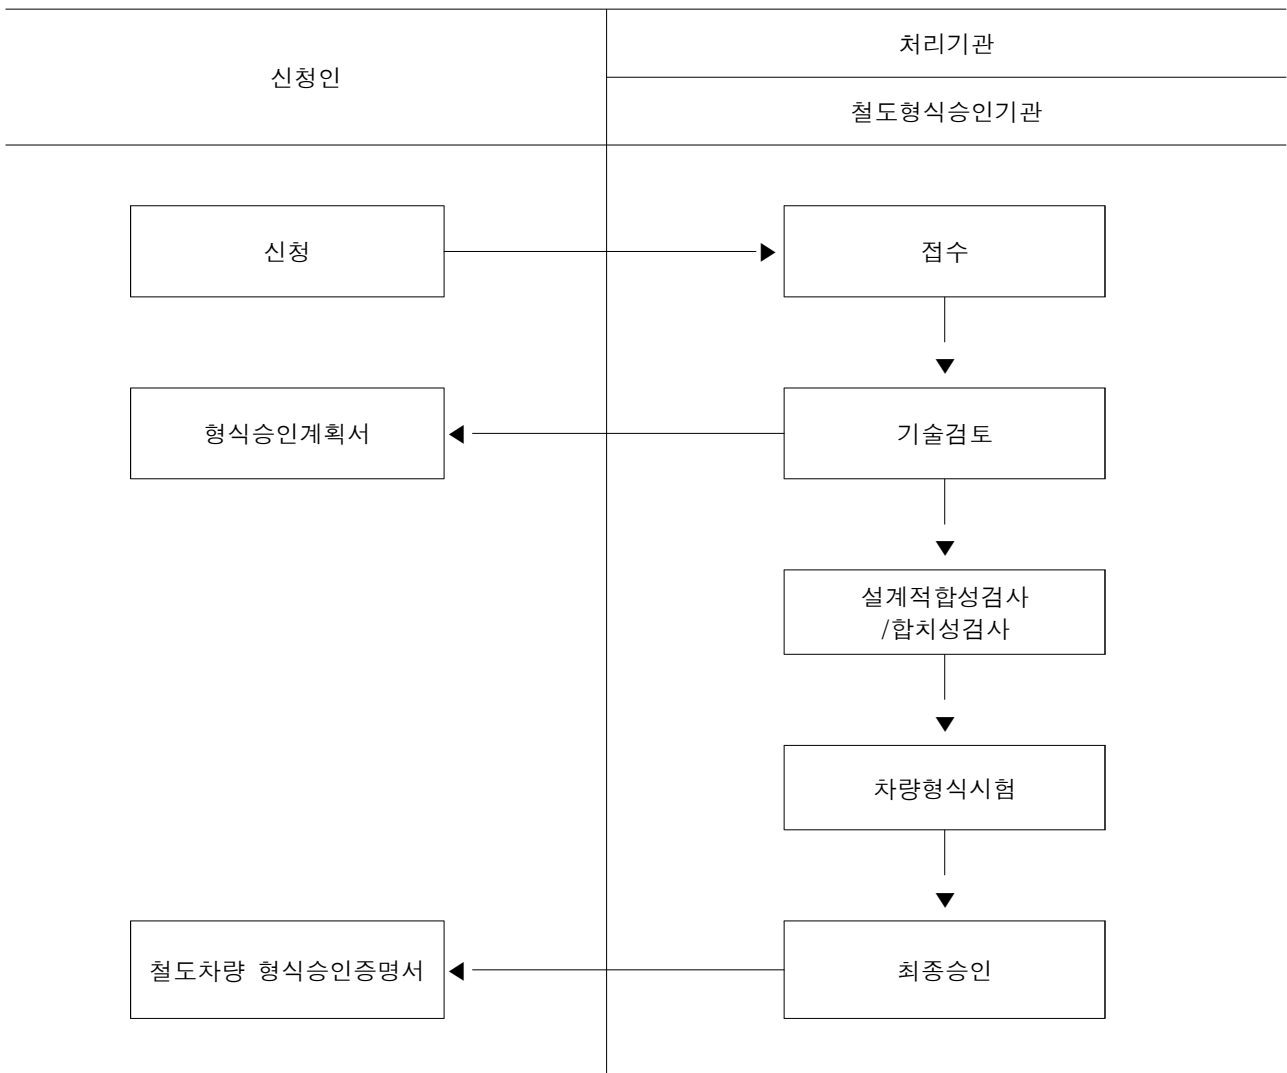 신청인
처리기관
철도형식승인기관
신청
접수
형식승인계획서
기술검토
설계적합성검사
/합치성검사
차량형식시험
철도차량 형식승인증명서
최종승인